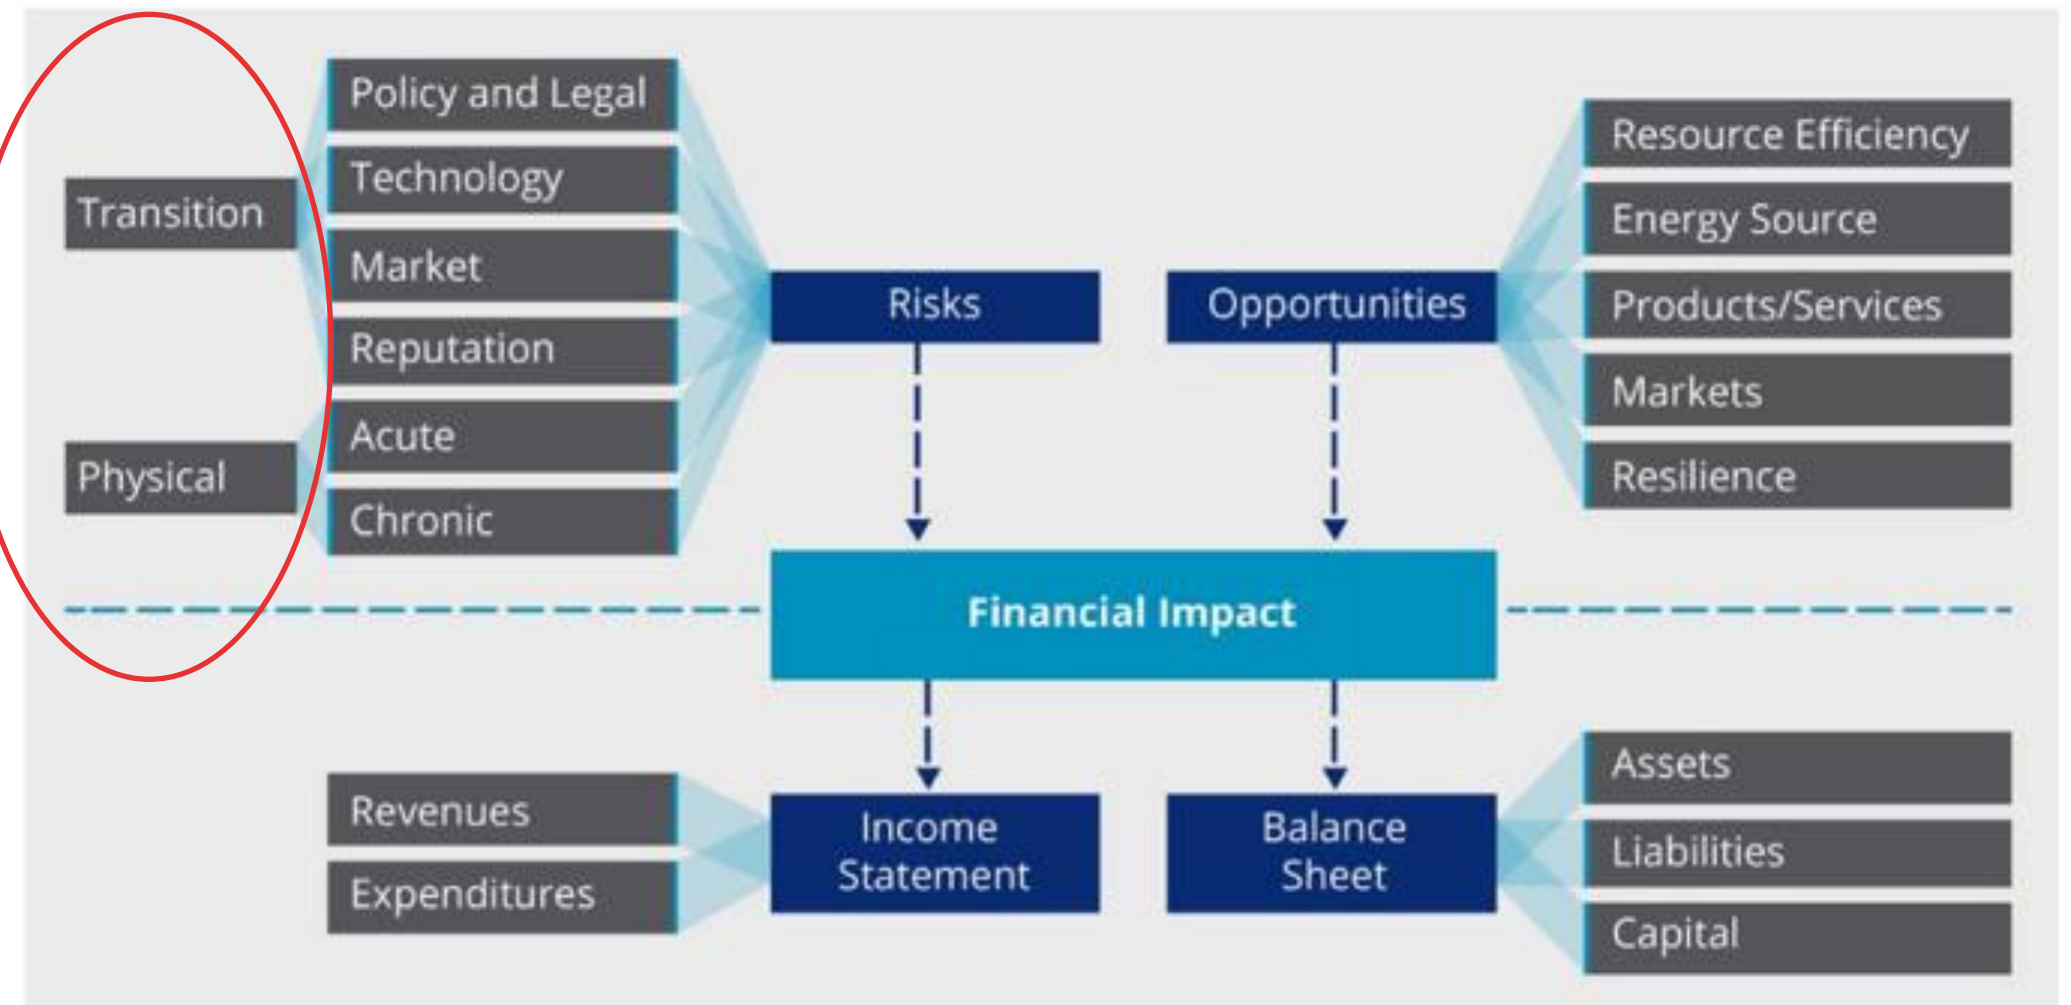 Transition
Physical
Policy and Legal
Technology
Market
Reputation
Acute
Chronic
Risks
Opportunities
Resource Efficiency
Energy Source
Products/Services
Markets
Resilience
Financial Impact
Revenues
Expenditures
Income
Statement
Balance
Sheet
Assets
Liabilities
Capital